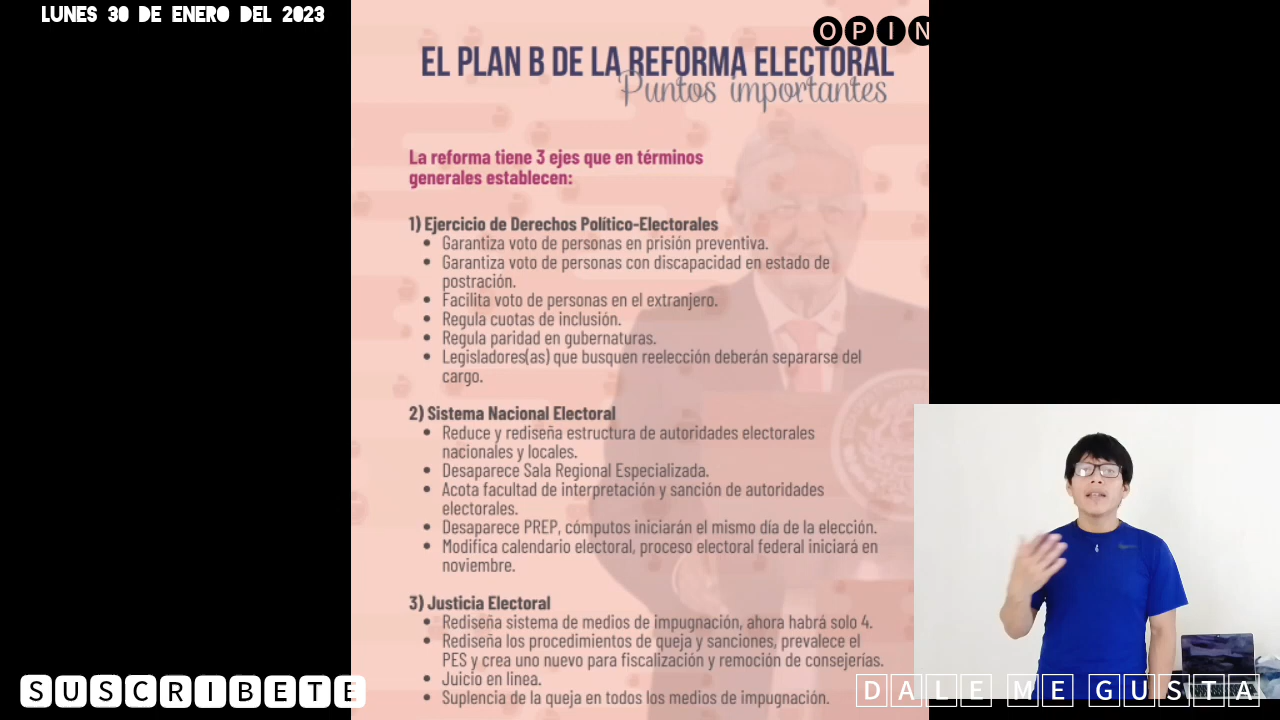 LUNES 30 DE ENERO DEL 2023
OPIN
EL PLAN B DE LA REFORMA ELECTORAL
Puntos importantes
La reforma tiene 3 ejes que en términos
generales establecen:
1) Ejercicio de Derechos Político-Electorales
• Garantiza voto de personas en prisión preventiva.
• Garantiza voto de personas con discapacidad en estado de
postración.
• Facilita voto de personas en el extranjero.
• Regula cuotas de inclusión.
• Regula paridad en gubernaturas.
• Legisladores(as) que busquen reelección deberán separarse del
cargo.
2) Sistema Nacional Electoral
• Reduce y rediseña estructura de autoridades electorales
nacionales y locales.
• Desaparece Sala Regional Especializada.
• Acota facultad de interpretación y sanción de autoridades
electorales.
• Desaparece PREP, cómputos iniciarán el mismo día de la elección.
• Modifica calendario electoral, proceso electoral federal iniciará en
noviembre.
3) Justicia Electoral
• Rediseña sistema de medios de impugnación, ahora habrá solo 4.
• Rediseña los procedimientos de queja y sanciones, prevalece el
PES y crea uno nuevo para fiscalización y remoción de consejerías.
• Juicio en linea.
• Suplencia de la queja en todos los medios de impugnación.
SUSCRIBETE
DALE ME GUSTA